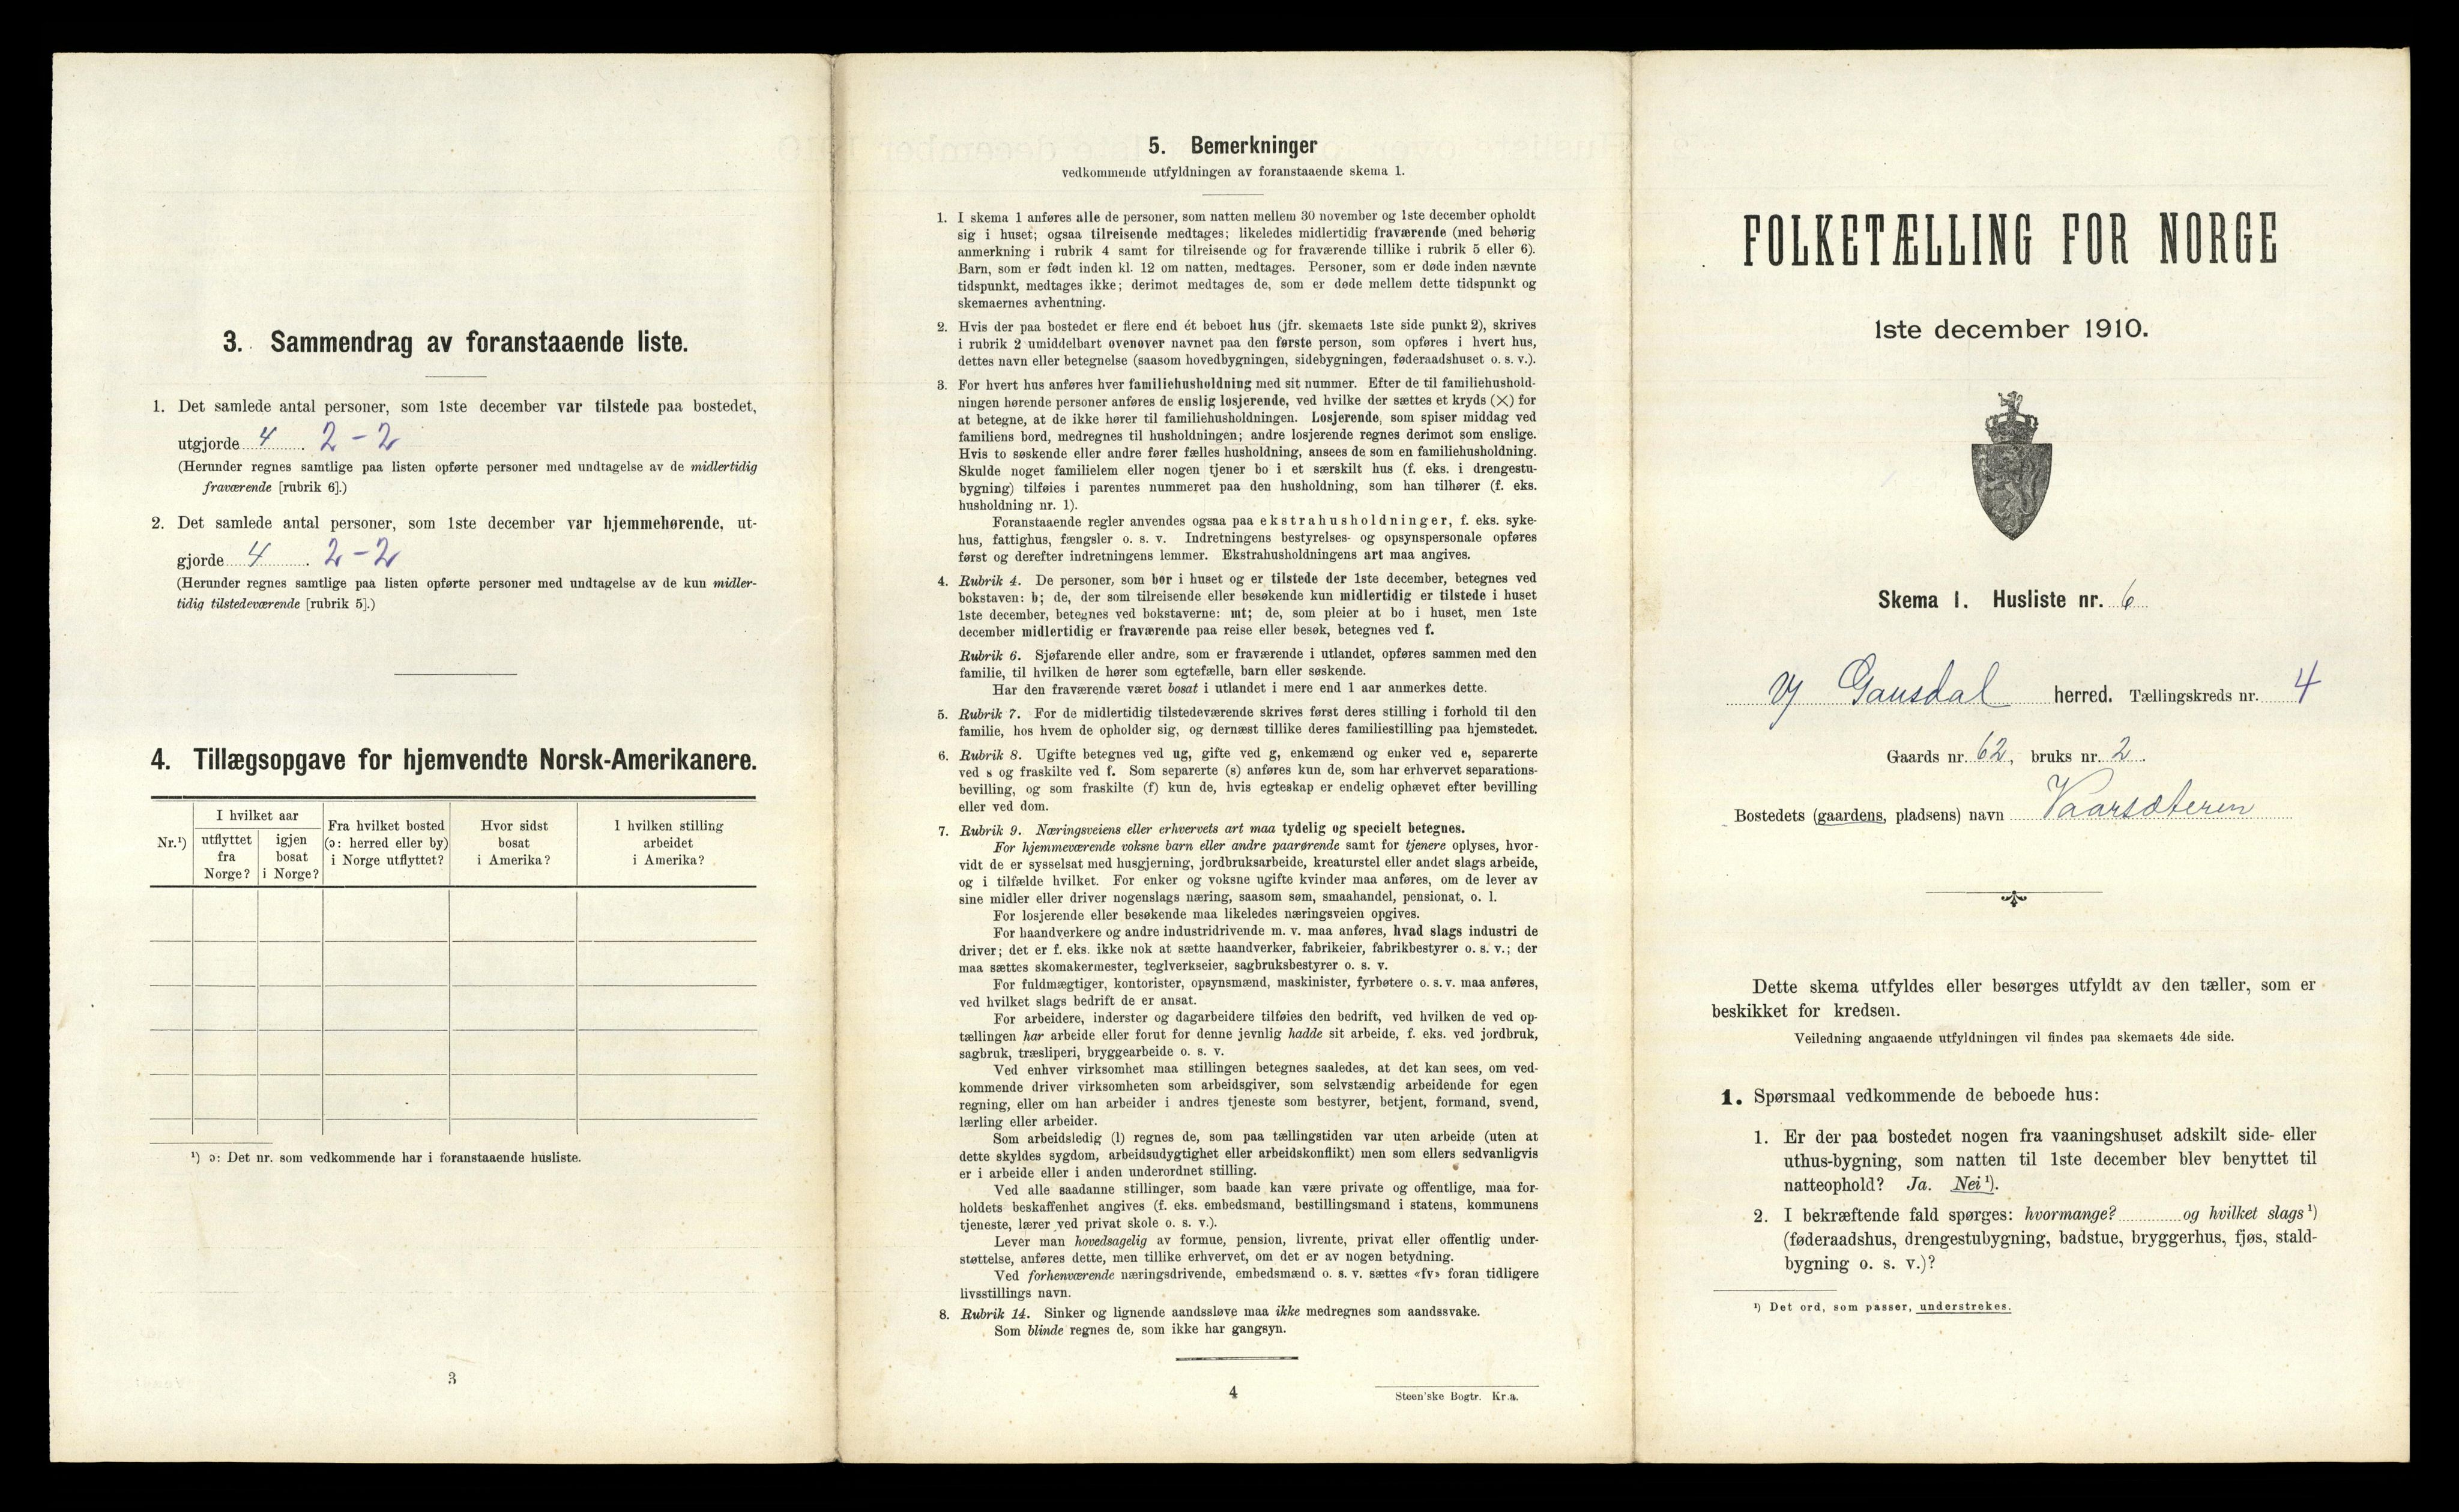 3. Sammendrag av foranstaaende liste.
1. Det samlede antal personer, som 1ste december var tilstede paa bostedet,
utgjorde 4. 2 - 2
(Herunder regnes samtlige paa listen opførte personer med undtagelse av de midlertidig
fraværende [rubrik 6].)
2. Det samlede antal personer, som 1ste december var hjemmehørende, ut-
gjorde 4. 2 - 2
(Herunder regnes samtlige paa listen opførte personer med undtagelse av de kun midler-
tidig tilstedeværende [rubrik 5].)
4. Tillægsopgave for hjemvendte Norsk-Amerikanere.
Nr.¹)
I hvilket aar
utflyttet fra Norge?
igjen bosat i Norge?
Fra hvilket bosted (ɔ: herred eller by) i Norge utflyttet?
Hvor sidst bosat i Amerika?
I hvilken stilling arbeidet i Amerika?
¹) ɔ: Det nr. som vedkommende har i foranstaaende husliste.
3
5. Bemerkninger
vedkommende utfyldningen av foranstaaende skema 1.
1. I skema 1 anføres alle de personer, som natten mellem 30 november og 1ste december opholdt
sig i huset; ogsaa tilreisende medtages; likeledes midlertidig fraværende (med behørig
anmerkning i rubrik 4 samt for tilreisende og for fraværende tillike i rubrik 5 eller 6).
Barn, som er født inden kl. 12 om natten, medtages. Personer, som er døde inden nævnte
tidspunkt, medtages ikke; derimot medtages de, som er døde mellem dette tidspunkt og
skemaernes avhentning.
2. Hvis der paa bostedet er flere end ét beboet hus (jfr. skemaets 1ste side punkt 2), skrives
i rubrik 2 umiddelbart ovenover navnet paa den første person, som opføres i hvert hus,
dettes navn eller betegnelse (saasom hovedbygningen, sidebygningen, føderaadshuset o. s. v.).
3. For hvert hus anføres hver familiehusholdning med sit nummer. Efter de til familiehushold-
ningen hørende personer anføres de enslig losjerende, ved hvilke der sættes et kryds (×) for
at betegne, at de ikke hører til familiehusholdningen. Losjerende, som spiser middag ved
familiens bord, medregnes til husholdningen; andre losjerende regnes derimot som enslige.
Hvis to søskende eller andre fører fælles husholdning, ansees de som en familiehusholdning.
Skulde noget familielem eller nogen tjener bo i et særskilt hus (f. eks. i drengestu-
bygning) tilføies i parentes nummeret paa den husholdning, som han tilhører (f. eks.
husholdning nr. 1).
Foranstaaende regler anvendes ogsaa paa ekstrahusholdninger, f. eks. syke-
hus, fattighus, fængsler o. s. v. Indretningens bestyrelses- og opsynspersonale opføres
først og derefter indretningens lemmer. Ekstrahusholdningens art maa angives.
4. Rubrik 4. De personer, som bor i huset og er tilstede der 1ste december, betegnes ved
bokstaven: b; de, der som tilreisende eller besøkende kun midlertidig er tilstede i huset
1ste december, betegnes ved bokstaverne: mt; de, som pleier at bo i huset, men 1ste
december midlertidig er fraværende paa reise eller besøk, betegnes ved f.
Rubrik 6. Sjøfarende eller andre, som er fraværende i utlandet, opføres sammen med den
familie, til hvilken de hører som egtefælle, barn eller søskende.
Har den fraværende været bosat i utlandet i mere end 1 aar anmerkes dette.
5. Rubrik 7. For de midlertidig tilstedeværende skrives først deres stilling i forhold til den
familie, hos hvem de opholder sig, og dernæst tillike deres familiestilling paa hjemstedet.
6. Rubrik 8. Ugifte betegnes ved ug, gifte ved g, enkemænd og enker ved e, separerte
ved s og fraskilte ved f. Som separerte (s) anføres kun de, som har erhvervet separations-
bevilling, og som fraskilte (f) kun de, hvis egteskap er endelig ophævet efter bevilling
eller ved dom.
7. Rubrik 9. Næringsveiens eller erhvervets art maa tydelig og specielt betegnes.
For hjemmeværende voksne barn eller andre paarørende samt for tjenere oplyses, hvor-
vidt de er sysselsat med husgjerning, jordbruksarbeide, kreaturstel eller andet slags arbeide,
og i tilfælde hvilket. For enker og voksne ugifte kvinder maa anføres, om de lever av
sine midler eller driver nogenslags næring, saasom søm, smaahandel, pensionat, o. l.
For losjerende eller besøkende maa likeledes næringsveien opgives.
For haandverkere og andre industridrivende m. v. maa anføres, hvad slags industri de
driver; det er f. eks. ikke nok at sætte haandverker, fabrikeier, fabrikbestyrer o. s. v.; der
maa sættes skomakermester, teglverkseier, sagbruksbestyrer o. s. v.
For fuldmægtiger, kontorister, opsynsmænd, maskinister, fyrbøtere o. s. v. maa anføres,
ved hvilket slags bedrift de er ansat.
For arbeidere, inderster og dagarbeidere tilføies den bedrift, ved hvilken de ved op-
tællingen har arbeide eller forut for denne jevnlig hadde sit arbeide, f. eks. ved jordbruk,
sagbruk, træsliperi, bryggearbeide o. s. v.
Ved enhver virksomhet maa stillingen betegnes saaledes, at det kan sees, om ved-
kommende driver virksomheten som arbeidsgiver, som selvstændig arbeidende for egen
regning, eller om han arbeider i andres tjeneste som bestyrer, betjent, formand, svend,
lærling eller arbeider.
Som arbeidsledig (l) regnes de, som paa tællingstiden var uten arbeide (uten at
dette skyldes sygdom, arbeidsudygtighet eller arbeidskonflikt) men som ellers sedvanligvis
er i arbeide eller i anden underordnet stilling.
Ved alle saadanne stillinger, som baade kan være private og offentlige, maa for-
holdets beskaffenhet angives (f. eks. embedsmand, bestillingsmand i statens, kommunens
tjeneste, lærer ved privat skole o. s. v.).
Lever man hovedsagelig av formue, pension, livrente, privat eller offentlig under-
støttelse, anføres dette, men tillike erhvervet, om det er av nogen betydning.
Ved forhenværende næringsdrivende, embedsmænd o. s. v. sættes «fv» foran tidligere
livsstillings navn.
8. Rubrik 14. Sinker og lignende aandssløve maa ikke medregnes som aandssvake.
Som blinde regnes de, som ikke har gangsyn.
4
Steen'ske Bogtr. Kr.a.
FOLKETÆLLING FOR NORGE
1ste december 1910.
Skema 1. Husliste nr. 6
Gausdal herred. Tællingskreds nr. 4
Gaards nr. 62, bruks nr. 2.
Bostedets (gaardens, pladsens) navn Vaarsæteren
Dette skema utfyldes eller besørges utfyldt av den tæller, som er
beskikket for kredsen.
Veiledning angaaende utfyldningen vil findes paa skemaets 4de side.
1. Spørsmaal vedkommende de beboede hus:
1. Er der paa bostedet nogen fra vaaningshuset adskilt side- eller
uthus-bygning, som natten til 1ste december blev benyttet til
natteophold? Ja. Nei¹).
2. I bekræftende fald spørges: hvormange? og hvilket slags¹)
(føderaadshus, drengestubygning, badstue, bryggerhus, fjøs, stald-
bygning o. s. v.)?
¹) Det ord, som passer, understrekes.